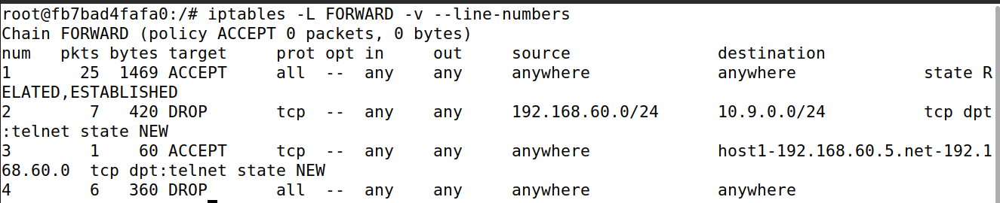 root@fb7bad4fafa0:/# iptables -L FORWARD -v --line-numbers
Chain FORWARD (policy ACCEPT 0 packets, 0 bytes)
num   pkts bytes target     prot opt in     out     source               destination
1       25  1469 ACCEPT     all  --  any    any     anywhere             anywhere             state R
ELATED,ESTABLISHED
2        7   420 DROP       tcp  --  any    any     192.168.60.0/24      10.9.0.0/24          tcp dpt
:telnet state NEW
3        1    60 ACCEPT     tcp  --  any    any     anywhere             host1-192.168.60.5.net-192.1
68.60.0  tcp dpt:telnet state NEW
4        6   360 DROP       all  --  any    any     anywhere             anywhere